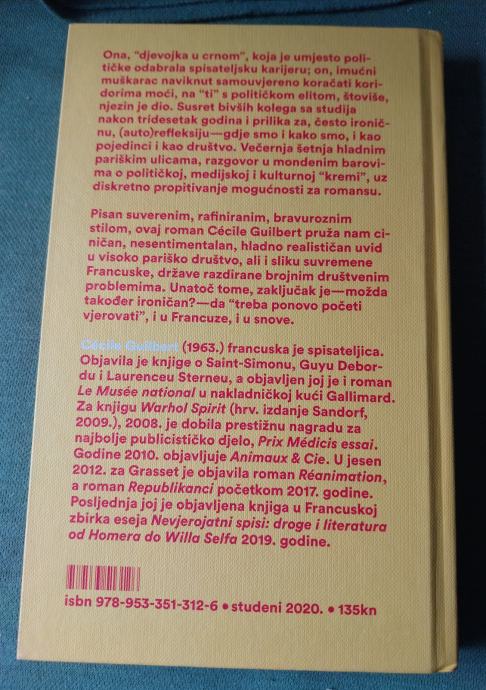 Ona, “djevojka u crnom”, koja je umjesto poli-
tičke odabrala spisateljsku karijeru; on, imućni
muškarac naviknut samouvjereno koračati kori-
dorima moći, na “ti” s političkom elitom, štoviše,
njezin je dio. Susret bivših kolega sa studija
nakon tridesetak godina i prilika za, često ironič-
nu, (auto)refleksiju—gdje smo i kako smo, i kao
pojedinci i kao društvo. Večernja šetnja hladnim
pariškim ulicama, razgovor u mondenim barovi-
ma o političkoj, medijskoj i kulturnoj “kremi”, uz
diskretno propitivanje mogućnosti za romansu.
Pisan suverenim, rafiniranim, bravuroznim
stilom, ovaj roman Cécile Guilbert pruža nam ci-
ničan, nesentimentalan, hladno realističan uvid
u visoko pariško društvo, ali i sliku suvremene
Francuske, države razdirane brojnim društvenim
problemima. Unatoč tome, zaključak je—možda
također ironičan?—da “treba ponovo početi
vjerovati”, i u Francuze, i u snove.
Cécile Guilbert (1963.) francuska je spisateljica.
Objavila je knjige o Saint-Simonu, Guyu Debor-
du i Laurenceu Sterneu, a objavljen joj je i roman
Le Musée national u nakladničkoj kući Gallimard.
Za knjigu Warhol Spirit (hrv. izdanje Sandorf,
2009.), 2008. je dobila prestižnu nagradu za
najbolje publicističko djelo, Prix Médicis essai.
Godine 2010. objavljuje Animaux & Cie. U jesen
2012. za Grasset je objavila roman Réanimation,
a roman Republikanci početkom 2017. godine.
Posljednja joj je objavljena knjiga u Francuskoj
zbirka eseja Nevjerojatni spisi: droge i literatura
od Homera do Willa Selfa 2019. godine.
isbn 978-953-351-312-6 • studeni 2020. • 135kn